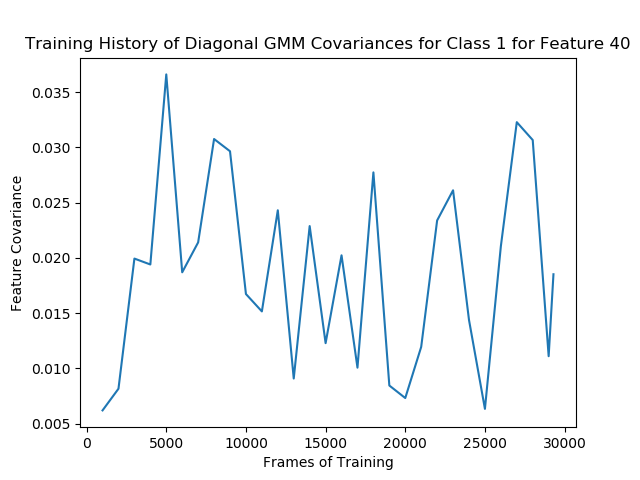 Training History of Diagonal GMM Covariances for Class 1 for Feature 40
Feature Covariance
0.035
0.030
0.025
0.020
0.015
0.010
0.005
0 5000 10000 15000 20000 25000 30000
Frames of Training